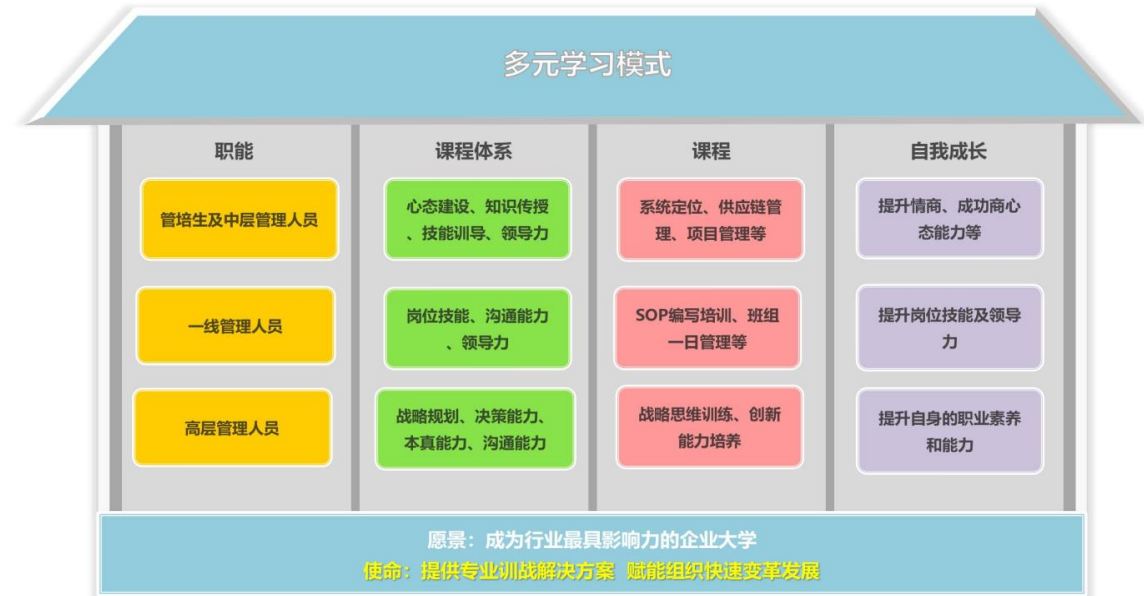 多元学习模式
职能
课程体系
课程
自我成长
管培生及中层管理人员
心态建设、知识传授
、技能训导、领导力
系统定位、供应链管
理、项目管理等
提升情商、成功商心
态能力等
一线管理人员
岗位技能、沟通能力
、领导力
SOP编写培训、班组
一日管理等
提升岗位技能及领导
力
高层管理人员
战略规划、决策能力、
本真能力、沟通能力
战略思维训练、创新
能力培养
提升自身的职业素养
和能力
愿景：成为行业最具影响力的企业大学
使命：提供专业训战解决方案 赋能组织快速变革发展